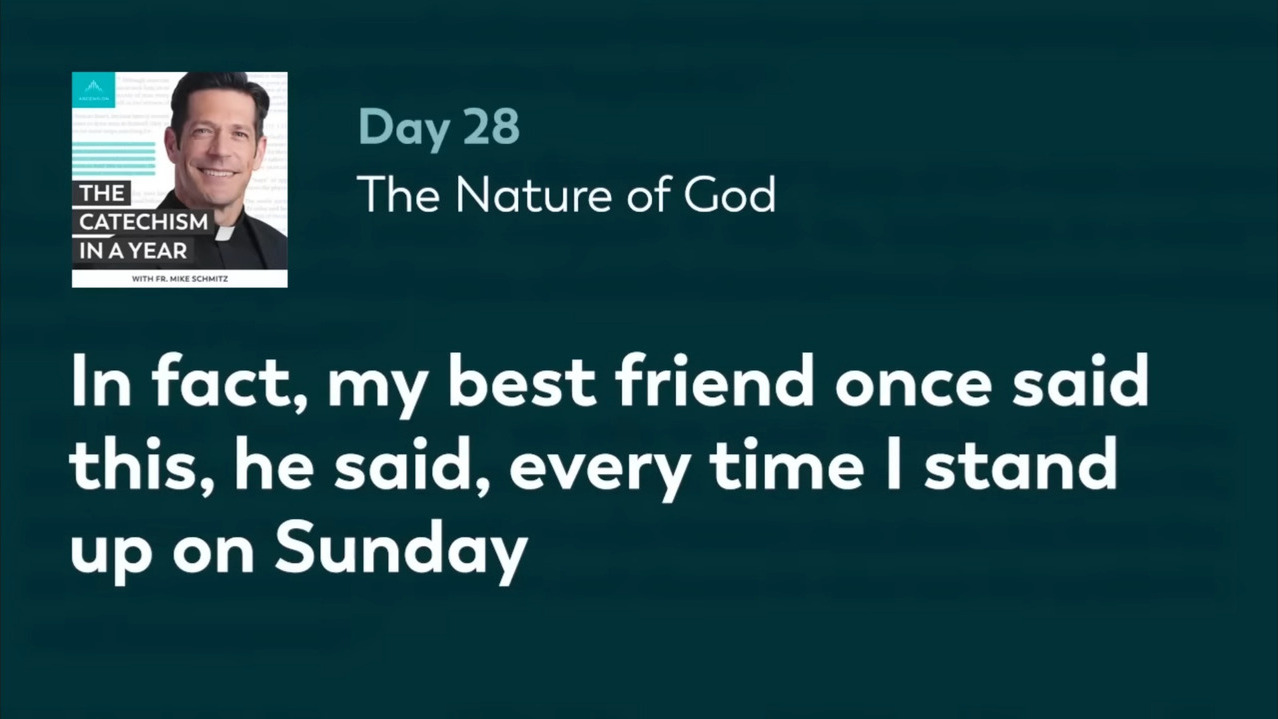 ASCENSION
THE
CATECHISM
IN A YEAR
WITH FR. MIKE SCHMITZ
Day 28
The Nature of God
In fact, my best friend once said
this, he said, every time I stand
up on Sunday